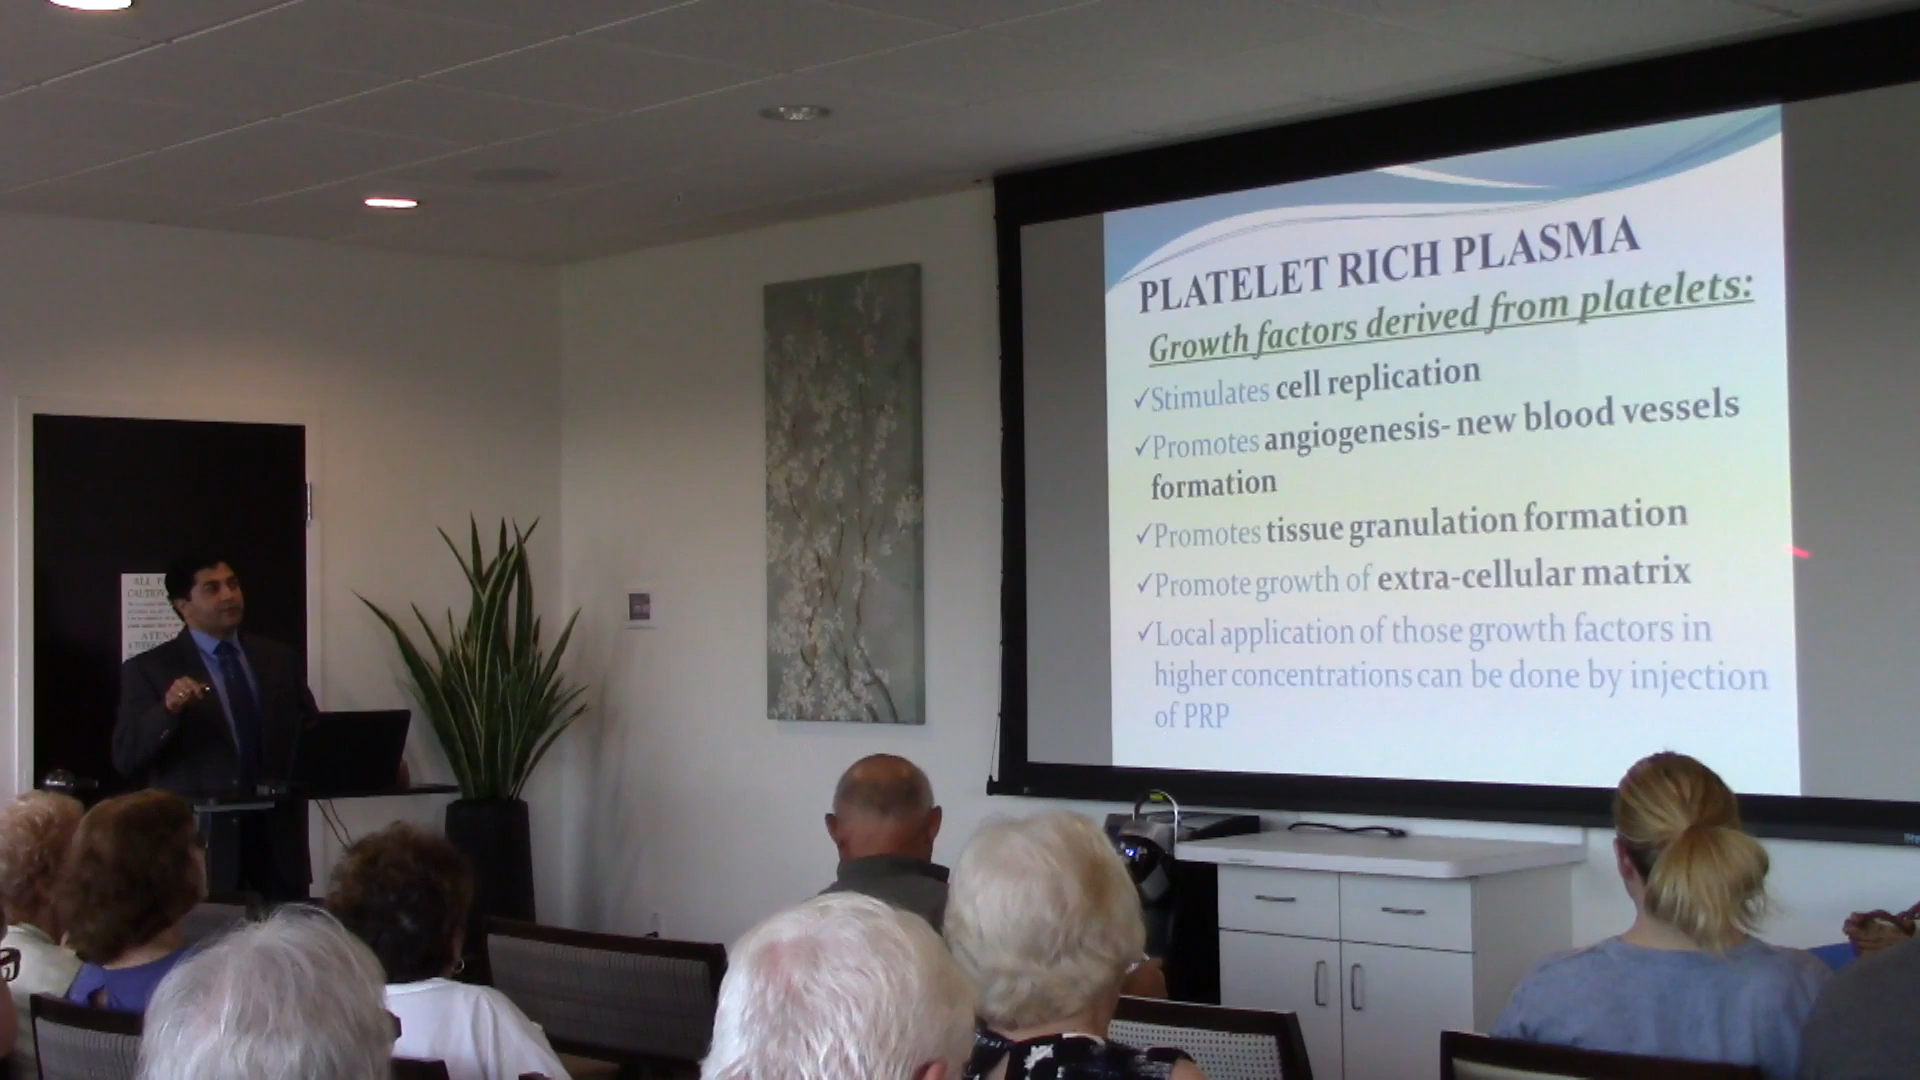 PLATELET RICH PLASMA
Growth factors derived from platelets:
✓Stimulates cell replication
✓Promotes angiogenesis- new blood vessels
formation
✓Promotes tissue granulation formation
✓Promote growth of extra-cellular matrix
✓Local application of those growth factors in
higher concentrations can be done by injection
of PRP
ALL